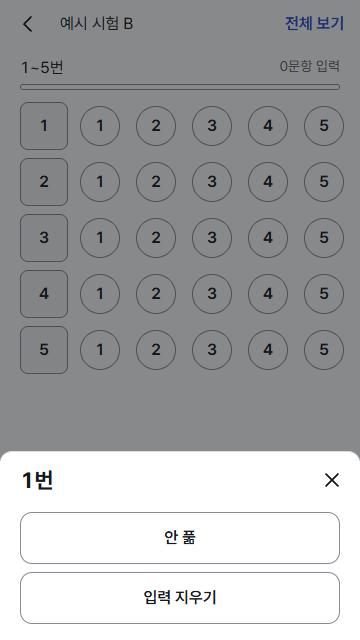 예시 시험 B 전체 보기
1~5번 0문항 입력
1 1 2 3 4 5
2 1 2 3 4 5
3 1 2 3 4 5
4 1 2 3 4 5
5 1 2 3 4 5
1번
안 풂
입력 지우기